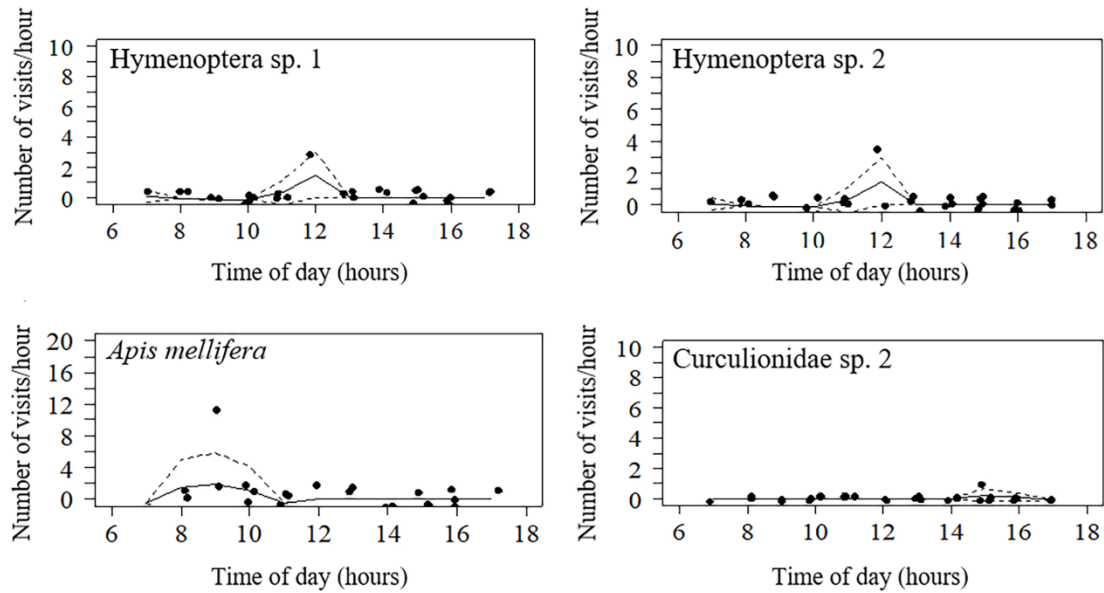 Number of visits/hour
10
8
6
4
2
0
Hymenoptera sp. 1
6 8 10 12 14 16 18
Time of day (hours)
Number of visits/hour
10
8
6
4
2
0
Hymenoptera sp. 2
6 8 10 12 14 16 18
Time of day (hours)
Number of visits/hour
20
16
12
8
4
0
Apis mellifera
6 8 10 12 14 16 18
Time of day (hours)
Number of visits/hour
10
8
6
4
2
0
Curculionidae sp. 2
6 8 10 12 14 16 18
Time of day (hours)